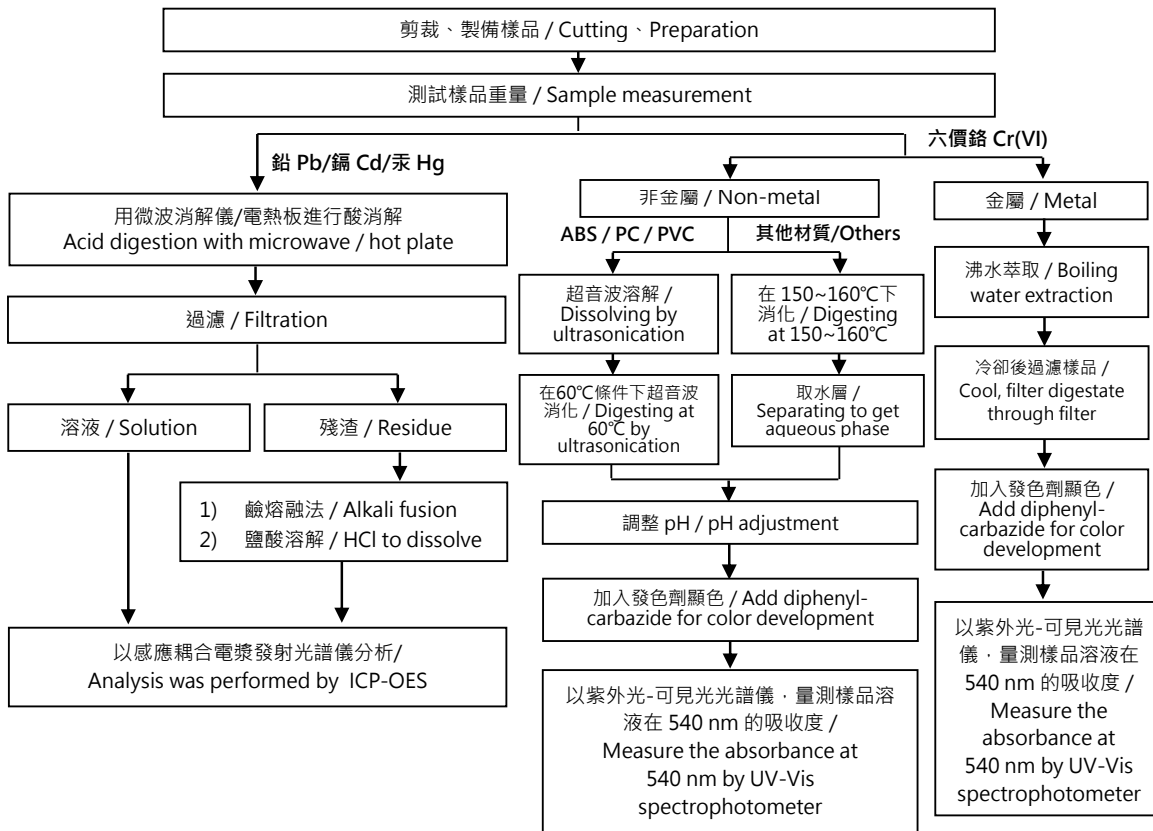 剪裁、製備樣品 / Cutting、Preparation
測試樣品重量 / Sample measurement
鉛 Pb/鎘 Cd/汞 Hg
六價鉻 Cr(VI)
用微波消解儀/電熱板進行酸消解
Acid digestion with microwave / hot plate
過濾 / Filtration
溶液 / Solution
殘渣 / Residue
1) 鹼熔融法 / Alkali fusion
2) 鹽酸溶解 / HCl to dissolve
以感應耦合電漿發射光譜儀分析/
Analysis was performed by ICP-OES
非金屬 / Non-metal
ABS / PC / PVC
其他材質/Others
超音波溶解 /
Dissolving by
ultrasonication
在60℃條件下超音波
消化 / Digesting at
60℃ by
ultrasonication
在 150~160℃下
消化 / Digesting
at 150~160℃
取水層 /
Separating to get
aqueous phase
調整 pH / pH adjustment
加入發色劑顯色 / Add diphenyl-
carbazide for color development
以紫外光-可見光光譜儀，量測樣品溶
液在 540 nm 的吸收度 /
Measure the absorbance at
540 nm by UV-Vis
spectrophotometer
金屬 / Metal
沸水萃取 / Boiling
water extraction
冷卻後過濾樣品 /
Cool, filter digestate
through filter
加入發色劑顯色 /
Add diphenyl-
carbazide for color
development
以紫外光-可見光光譜
儀，量測樣品溶液在
540 nm 的吸收度 /
Measure the
absorbance at
540 nm by UV-Vis
spectrophotometer